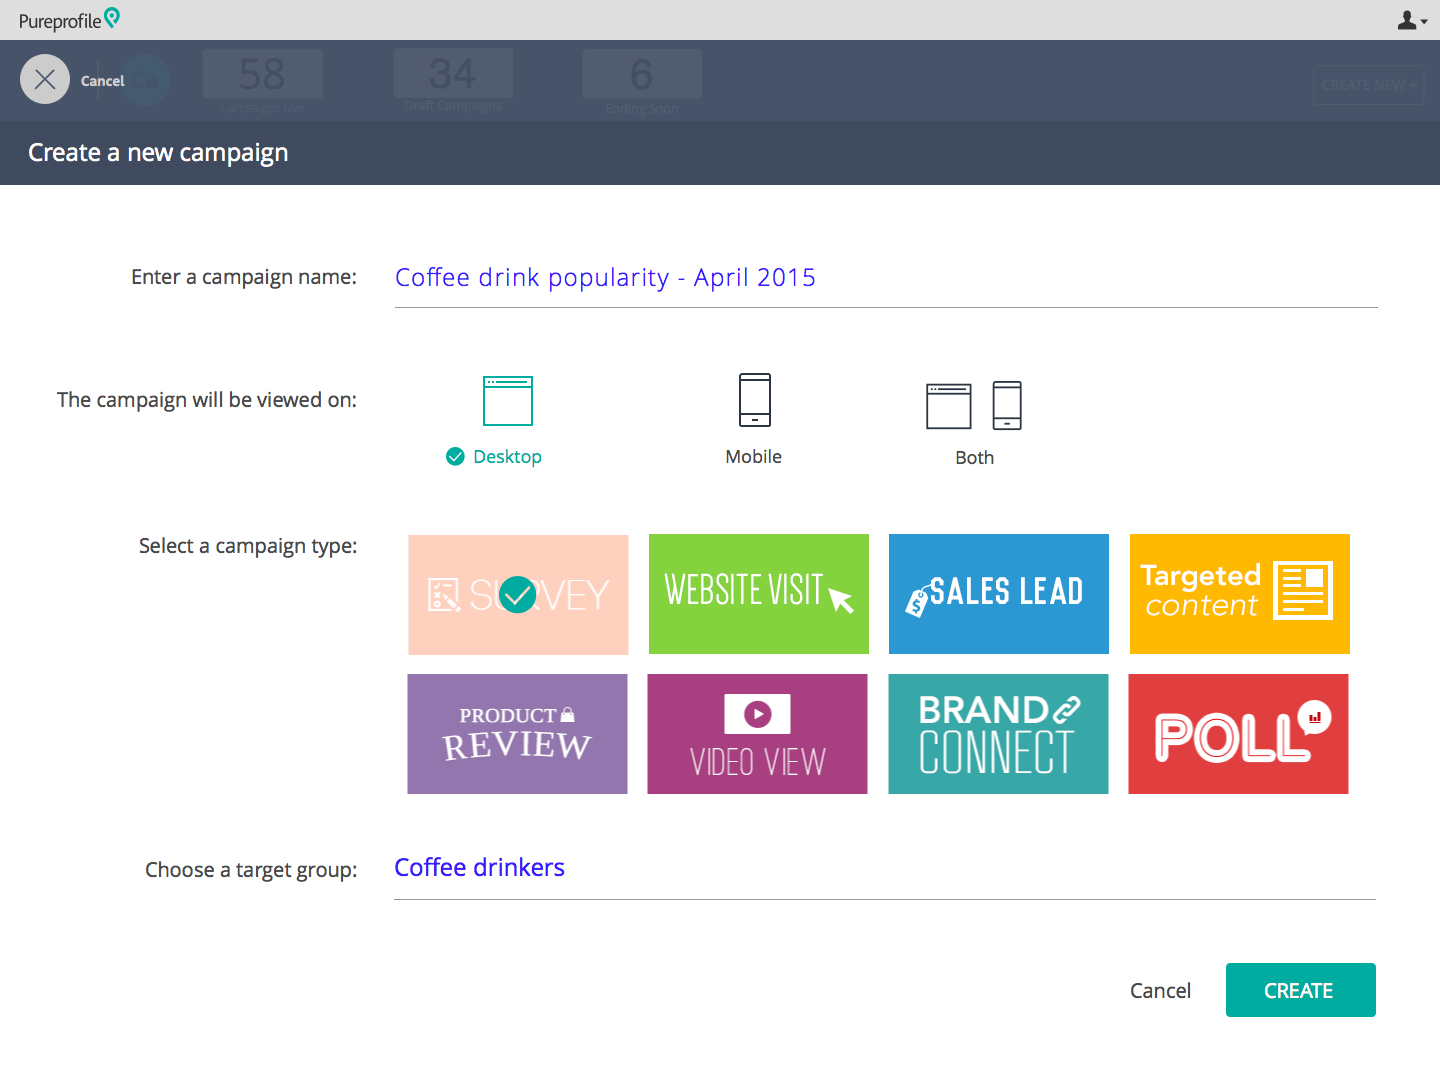 Pureprofile
Cancel
Ca
58
Campaigns Live
34
Draft Campaigns
6
Ending Soon
CREATE NEW +
Create a new campaign
Enter a campaign name:
Coffee drink popularity - April 2015
The campaign will be viewed on:
Desktop
Mobile
Both
Select a campaign type:
SURVEY
WEBSITE VISIT
$
SALES LEAD
Targeted
content
PRODUCT
REVIEW
VIDEO VIEW
BRAND
CONNECT
POLL
Choose a target group:
Coffee drinkers
Cancel
CREATE